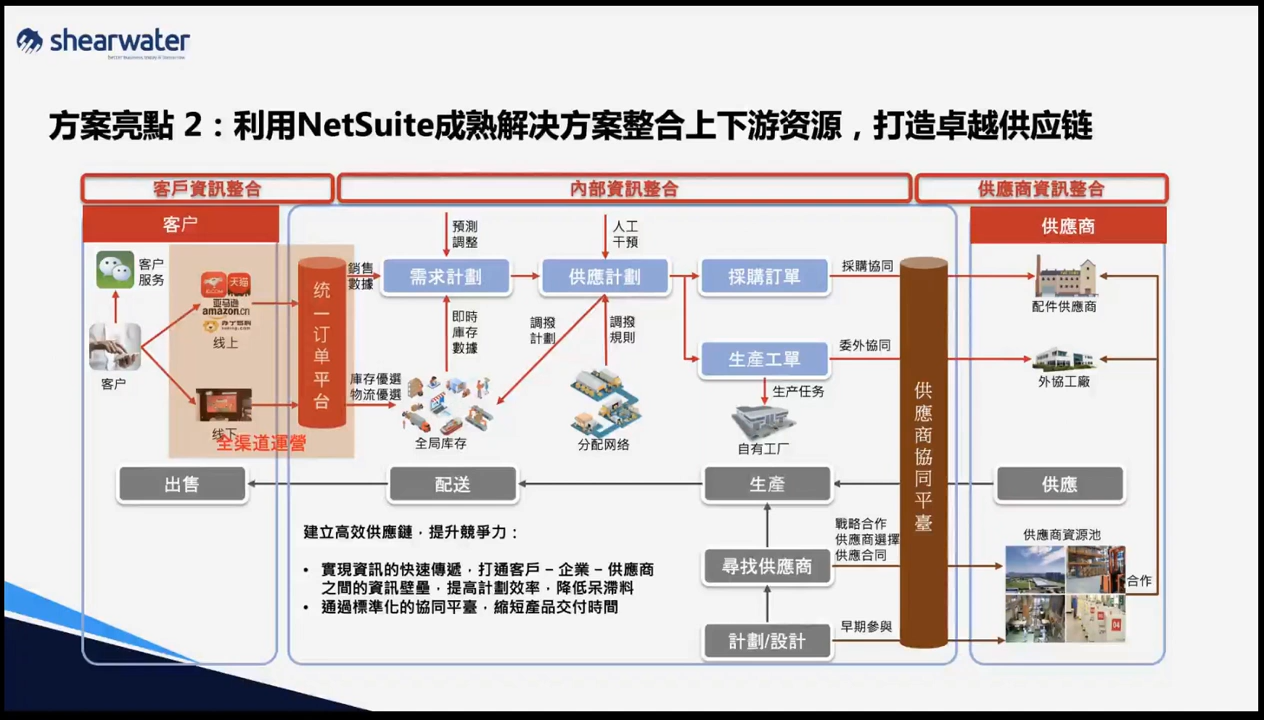 shearwater
方案亮點 2：利用NetSuite成熟解决方案整合上下游资源，打造卓越供应链
客戶資訊整合
內部資訊整合
供應商資訊整合
客户
供應商
客户
服务
天猫
JD.COM
亚马逊
amazon.cn
苏宁易购
suning.com
线上
客户
线下
全渠道運營
统
一
订
单
平
台
銷售
數據
預測
調整
需求計劃
人工
干預
供應計劃
採購訂單
採購協同
配件供應商
即時
庫存
數據
調撥
計劃
調撥
規則
生産工單
委外協同
外協工廠
庫存優選
物流優選
全局库存
分配网络
生产任务
自有工厂
供
應
商
協
同
平
臺
出售
配送
生產
供應
建立高效供應鏈，提升競爭力：
• 實現資訊的快速傳遞，打通客戶 – 企業 – 供應商
之間的資訊壁壘，提高計劃效率，降低呆滯料
• 通過標準化的協同平臺，縮短產品交付時間
戰略合作
供應商選擇
供應合同
尋找供應商
供應商資源池
合作
計劃/設計
早期參與